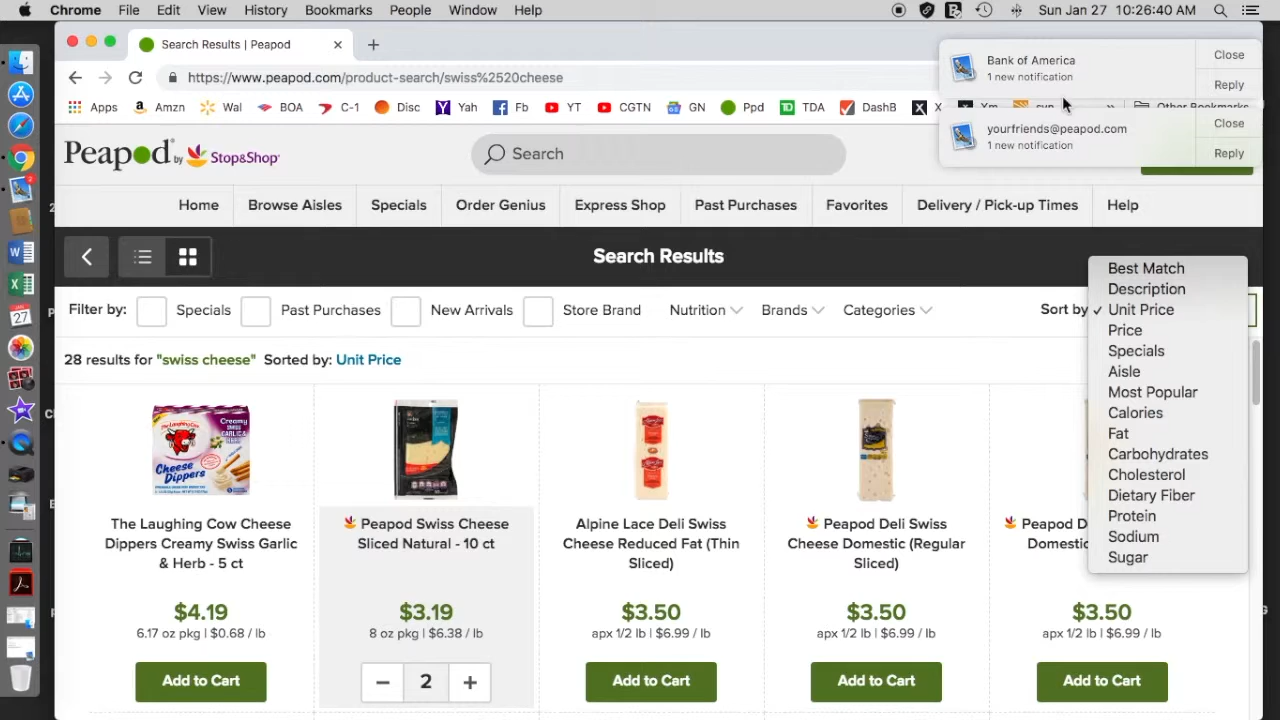 Chrome File Edit View History Bookmarks People Window Help Sun Jan 27 10:26:40 AM
Search Results | Peapod
https://www.peapod.com/product-search/swiss%2520cheese
Apps Amzn Wal BOA C-1 Disc Yah Fb YT CGTN GN Ppd TDA DashB X Xm syn » Other Bookmarks
Bank of America
1 new notification
Close
Reply
yourfriends@peapod.com
1 new notification
Close
Reply
Peapod by Stop&Shop
Search
Home Browse Aisles Specials Order Genius Express Shop Past Purchases Favorites Delivery / Pick-up Times Help
Search Results
Filter by: Specials Past Purchases New Arrivals Store Brand Nutrition Brands Categories Sort by
28 results for "swiss cheese" Sorted by: Unit Price
Best Match
Description
✓ Unit Price
Price
Specials
Aisle
Most Popular
Calories
Fat
Carbohydrates
Cholesterol
Dietary Fiber
Protein
Sodium
Sugar
The Laughing Cow Cheese
Dippers Creamy Swiss Garlic
& Herb - 5 ct
$4.19
6.17 oz pkg | $0.68 / lb
Add to Cart
Peapod Swiss Cheese
Sliced Natural - 10 ct
$3.19
8 oz pkg | $6.38 / lb
− 2 +
Alpine Lace Deli Swiss
Cheese Reduced Fat (Thin
Sliced)
$3.50
apx 1/2 lb | $6.99 / lb
Add to Cart
Peapod Deli Swiss
Cheese Domestic (Regular
Sliced)
$3.50
apx 1/2 lb | $6.99 / lb
Add to Cart
Peapod D
Domestic
$3.50
apx 1/2 lb | $6.99 / lb
Add to Cart